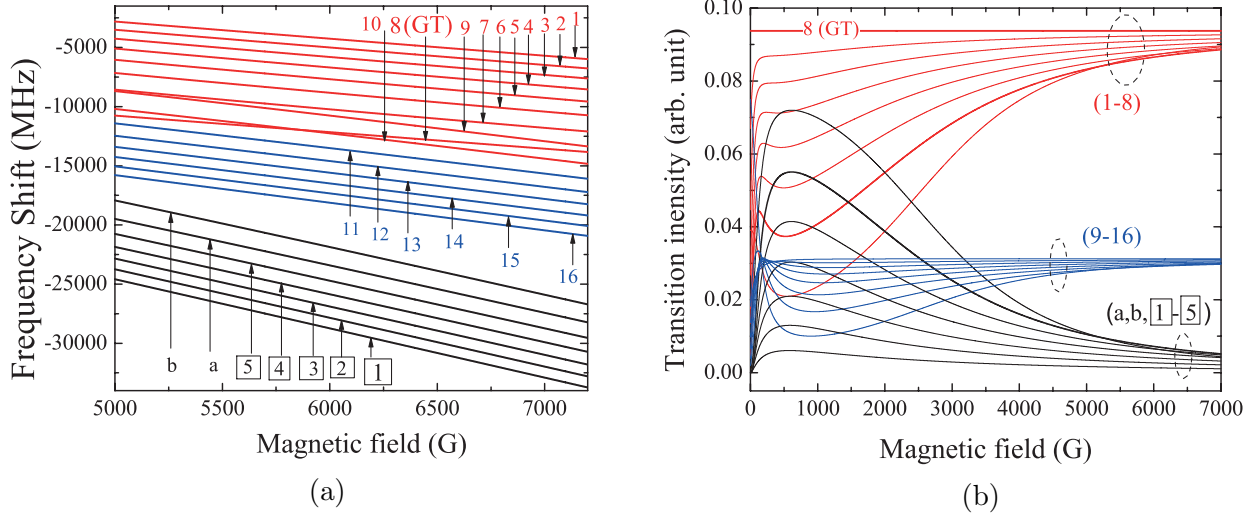 10 8 (GT) 9 7 6 5 4 3 2 1
-5000
-10000
-15000
-20000
-25000
-30000
Frequency Shift (MHz)
11 12 13 14 15 16
b a 5 4 3 2 1
5000 5500 6000 6500 7000
Magnetic field (G)
(a)
0.10
0.08
0.06
0.04
0.02
0.00
Transition inensity (arb. unit)
8 (GT)
(1-8)
(9-16)
(a,b,1-5)
0 1000 2000 3000 4000 5000 6000 7000
Magnetic field (G)
(b)